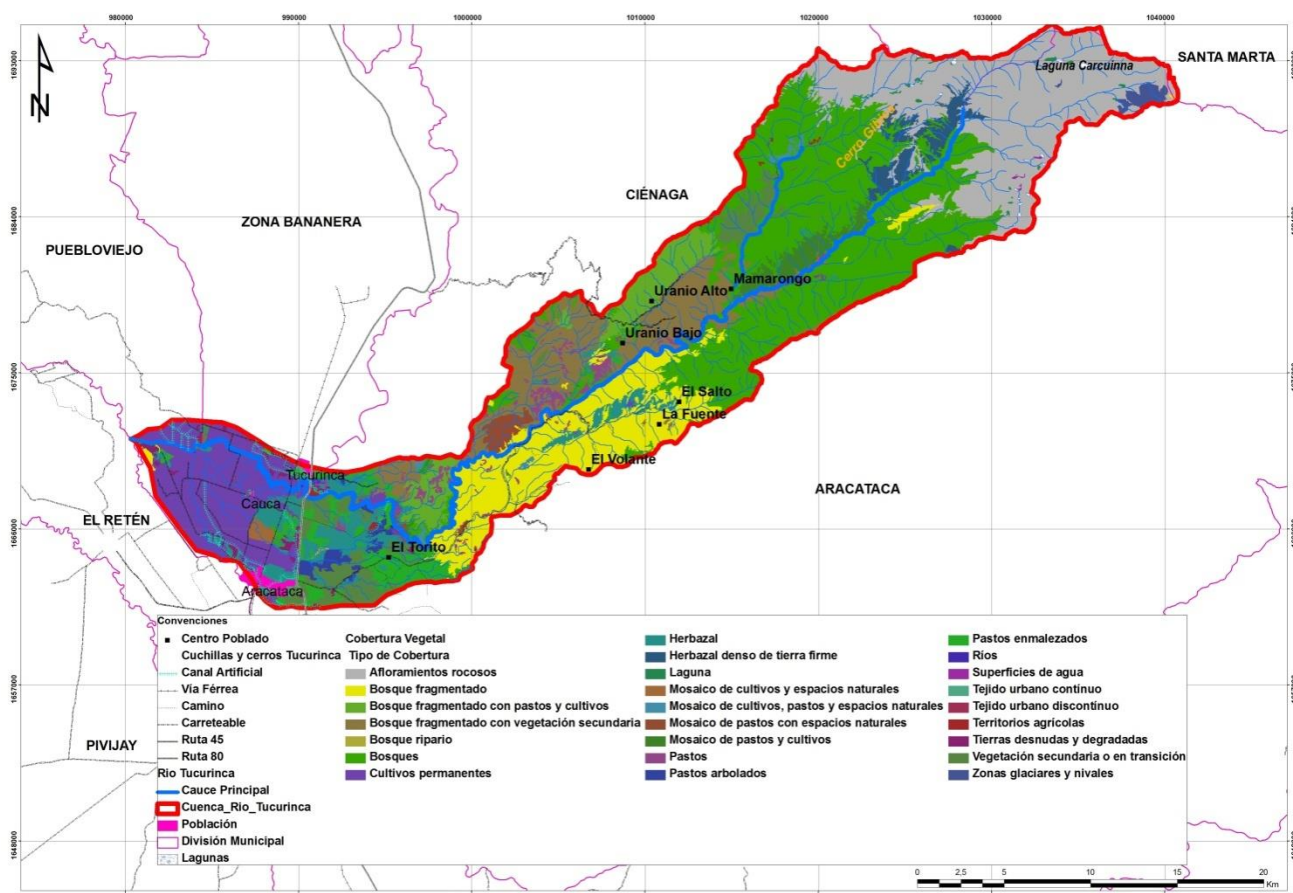 980000 990000 1000000 1010000 1020000 1030000 1040000
1693000
N
SANTA MARTA
Laguna Carcuinna
CIÉNAGA
ZONA BANANERA
1684000
PUEBLOVIEJO
Mamarongo
Uranio Alto
Uranio Bajo
1675000
El Salto
La Fuente
El Volante
Tucurinca
ARACATACA
Cauca
EL RETÉN
1666000
El Torito
Aracataca
Convenciones
Centro Poblado
Cuchillas y cerros Tucurinca
Canal Artificial
Vía Férrea
Camino
Carreteable
Ruta 45
Ruta 80
Rio Tucurinca
Cauce Principal
Cuenca_Rio_Tucurinca
Población
División Municipal
Lagunas
Cobertura Vegetal
Tipo de Cobertura
Afloramientos rocosos
Bosque fragmentado
Bosque fragmentado con pastos y cultivos
Bosque fragmentado con vegetación secundaria
Bosque ripario
Bosques
Cultivos permanentes
Herbazal
Herbazal denso de tierra firme
Laguna
Mosaico de cultivos y espacios naturales
Mosaico de cultivos, pastos y espacios naturales
Mosaico de pastos con espacios naturales
Mosaico de pastos y cultivos
Pastos
Pastos arbolados
Pastos enmalezados
Ríos
Superficies de agua
Tejido urbano contínuo
Tejido urbano discontínuo
Territorios agrícolas
Tierras desnudas y degradadas
Vegetación secundaria o en transición
Zonas glaciares y nivales
1657000
PIVIJAY
1648000
0 2,5 5 10 15 20
Km